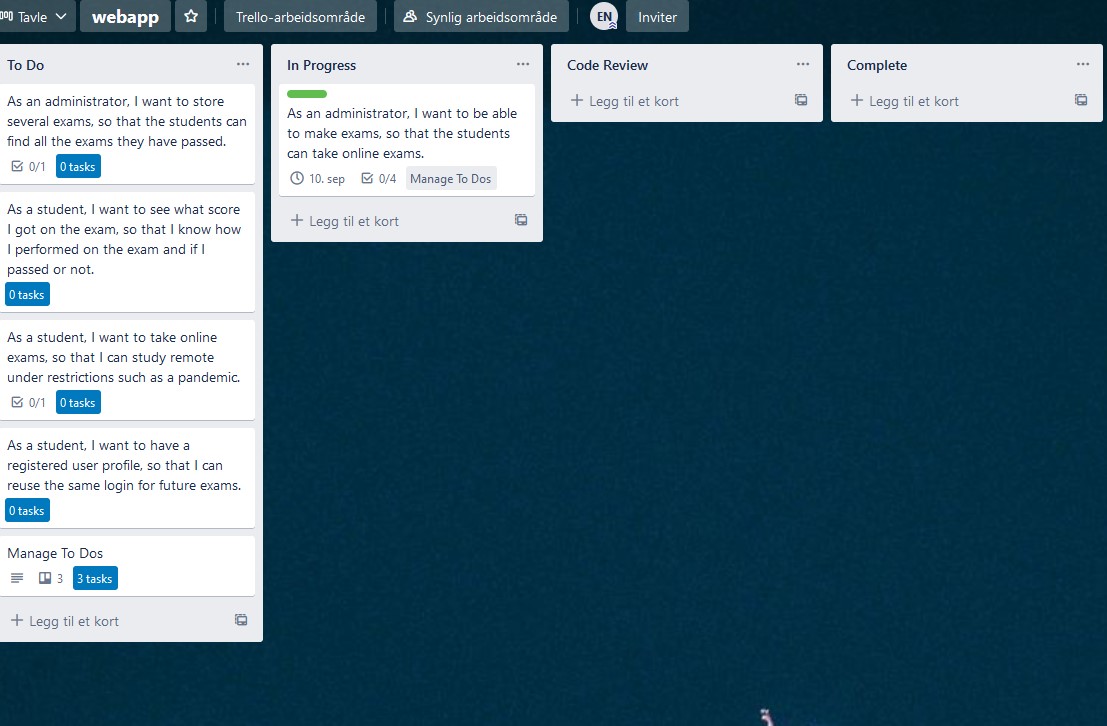 Tavle
webapp
Trello-arbeidsområde
Synlig arbeidsområde
EN
Inviter
To Do
As an administrator, I want to store
several exams, so that the students can
find all the exams they have passed.
0/1
0 tasks
As a student, I want to see what score
I got on the exam, so that I know how
I performed on the exam and if I
passed or not.
0 tasks
As a student, I want to take online
exams, so that I can study remote
under restrictions such as a pandemic.
0/1
0 tasks
As a student, I want to have a
registered user profile, so that I can
reuse the same login for future exams.
0 tasks
Manage To Dos
3
3 tasks
Legg til et kort
In Progress
As an administrator, I want to be able
to make exams, so that the students
can take online exams.
10. sep
0/4
Manage To Dos
Legg til et kort
Code Review
Legg til et kort
Complete
Legg til et kort